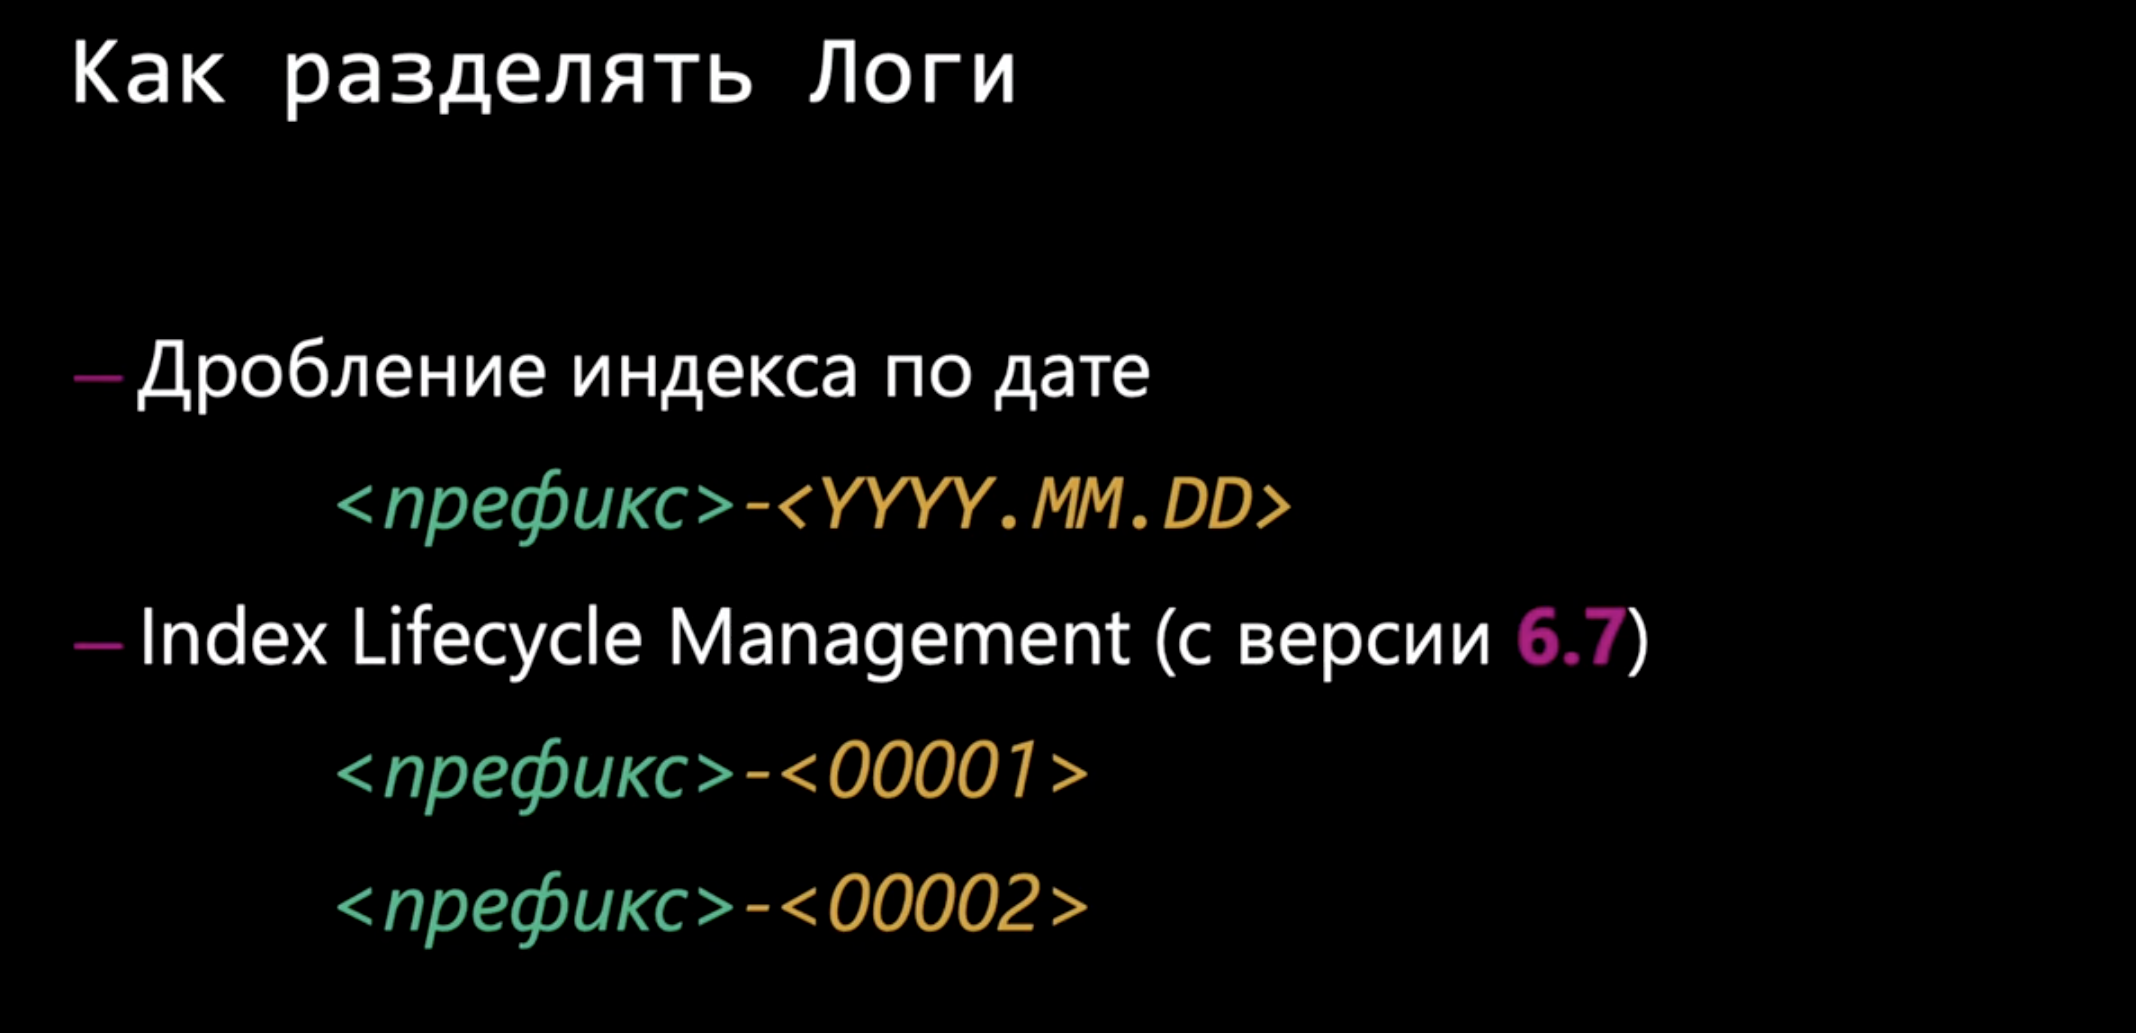 Как разделять Логи
— Дробление индекса по дате
<префикс>-<YYYY.MM.DD>
— Index Lifecycle Management (с версии 6.7)
<префикс>-<00001>
<префикс>-<00002>